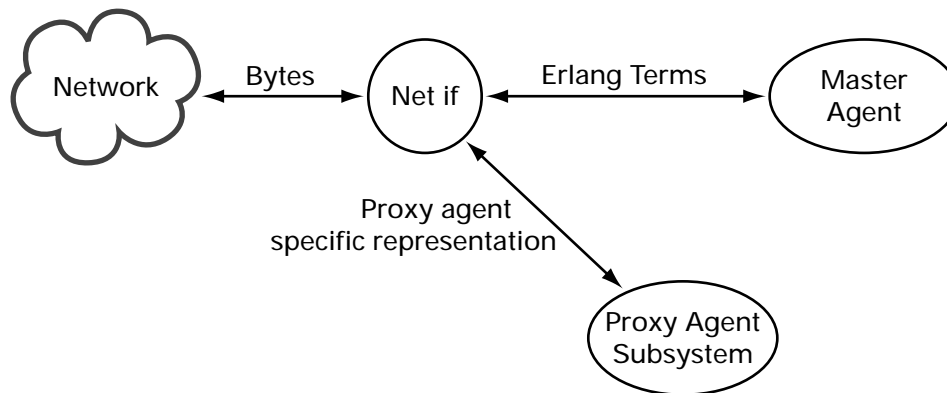 Network
Bytes
Net if
Erlang Terms
Master
Agent
Proxy agent
specific representation
Proxy Agent
Subsystem